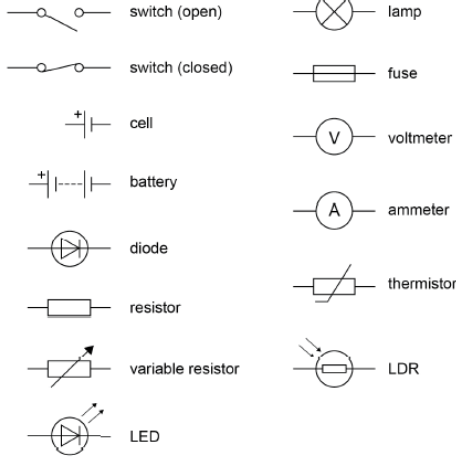 switch (open)
switch (closed)
+
cell
+
battery
diode
resistor
variable resistor
LED
lamp
fuse
V
voltmeter
A
ammeter
thermistor
LDR